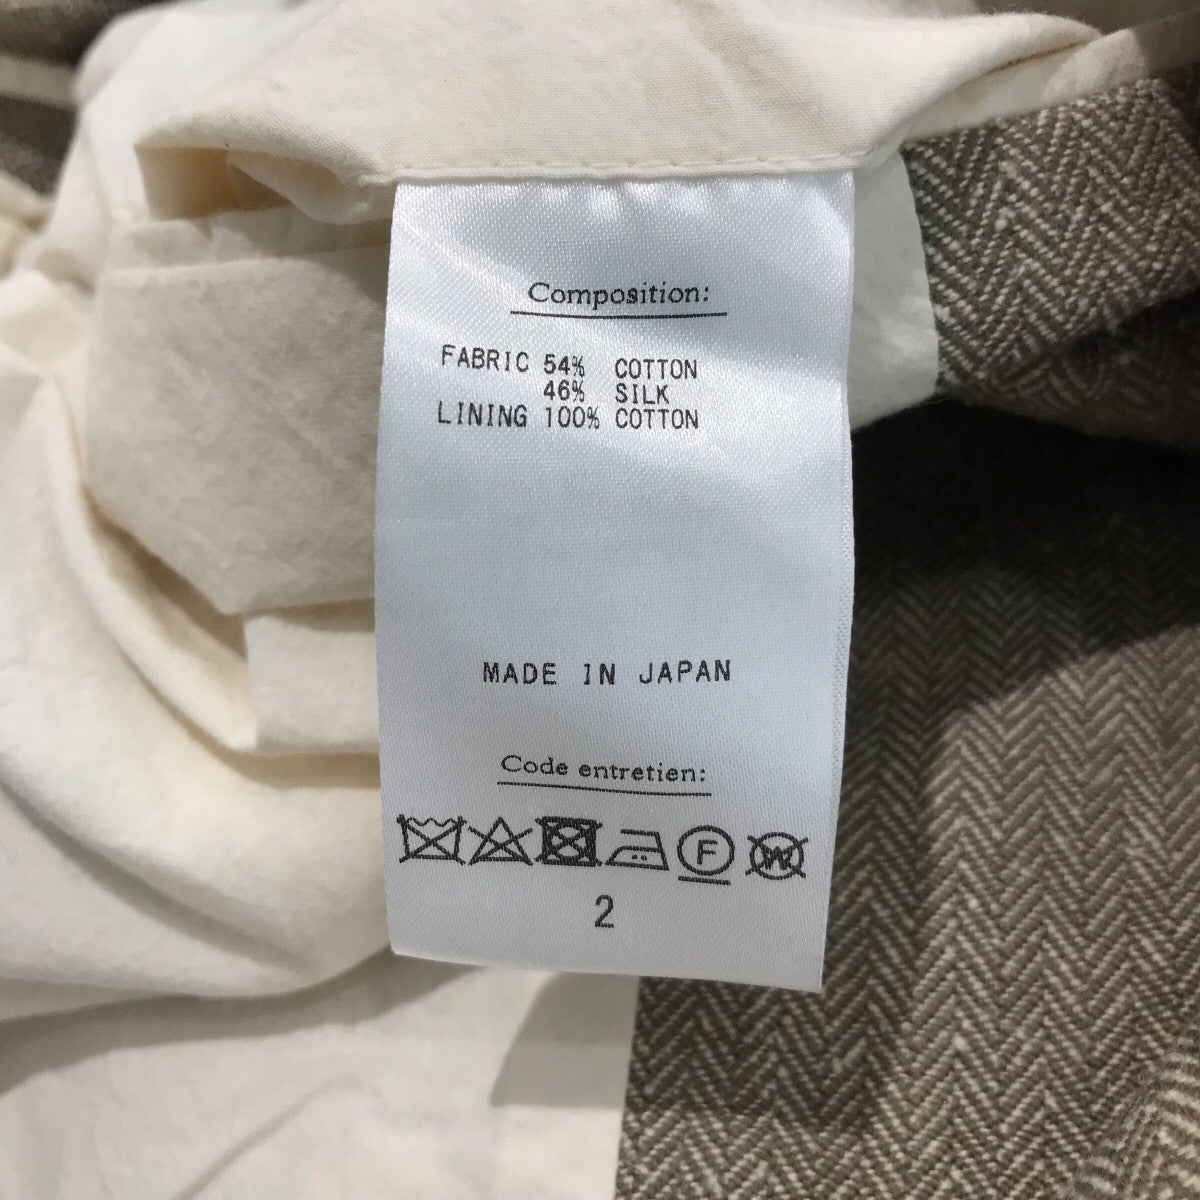 Composition:
FABRIC 54% COTTON
46% SILK
LINING 100% COTTON
MADE IN JAPAN
Code entretien:
F W
2